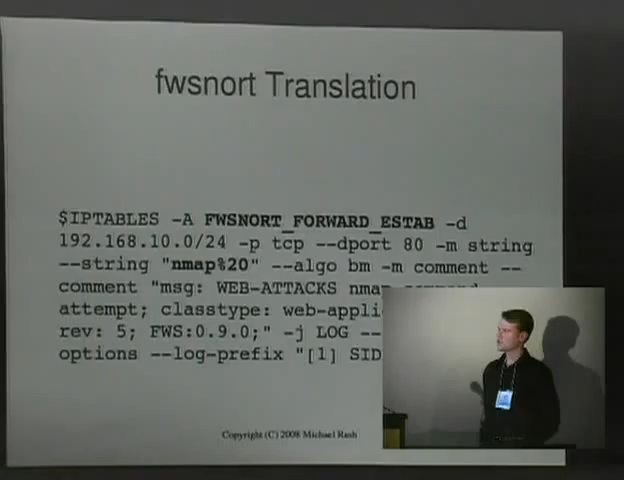 fwsnort Translation
$IPTABLES -A FWSNORT_FORWARD_ESTAB -d
192.168.10.0/24 -p tcp --dport 80 -m string
--string "nmap%20" --algo bm -m comment --
comment "msg: WEB-ATTACKS nmap command
attempt; classtype: web-appli
rev: 5; FWS:0.9.0;" -j LOG --
options --log-prefix "[1] SID
Copyright (C) 2008 Michael Rash